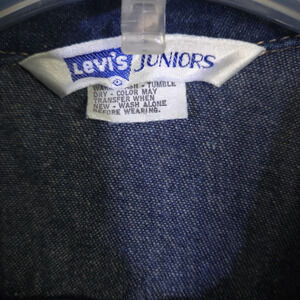 Levi's JUNIORS
WASH - TUMBLE
DRY - COLOR MAY
TRANSFER WHEN
NEW - WASH ALONE
BEFORE WEARING.